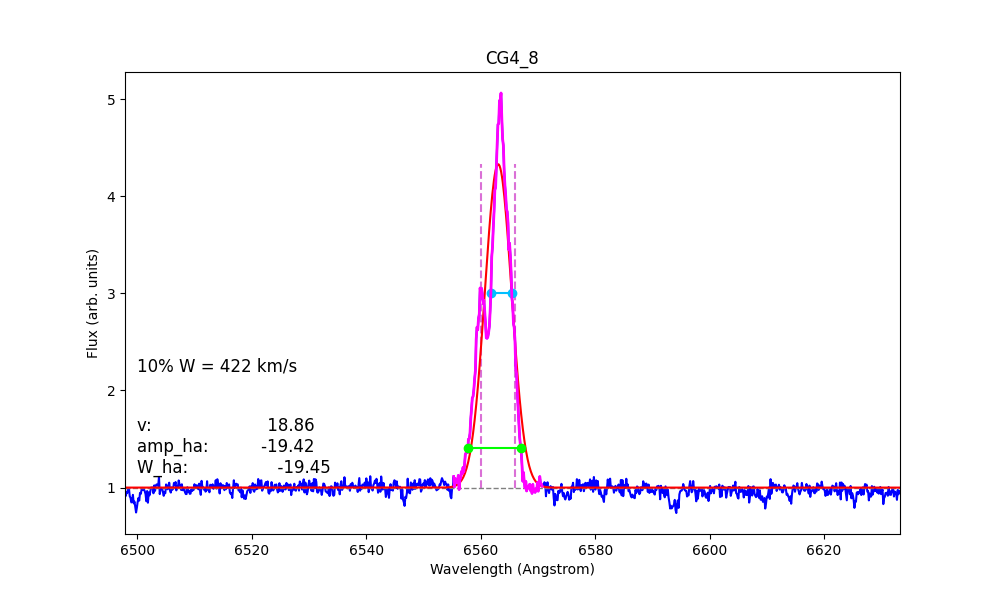 CG4_8
5
4
3
2
1
Flux (arb. units)
10% W = 422 km/s
v: 18.86
amp_ha: -19.42
W_ha: -19.45
6500 6520 6540 6560 6580 6600 6620
Wavelength (Angstrom)